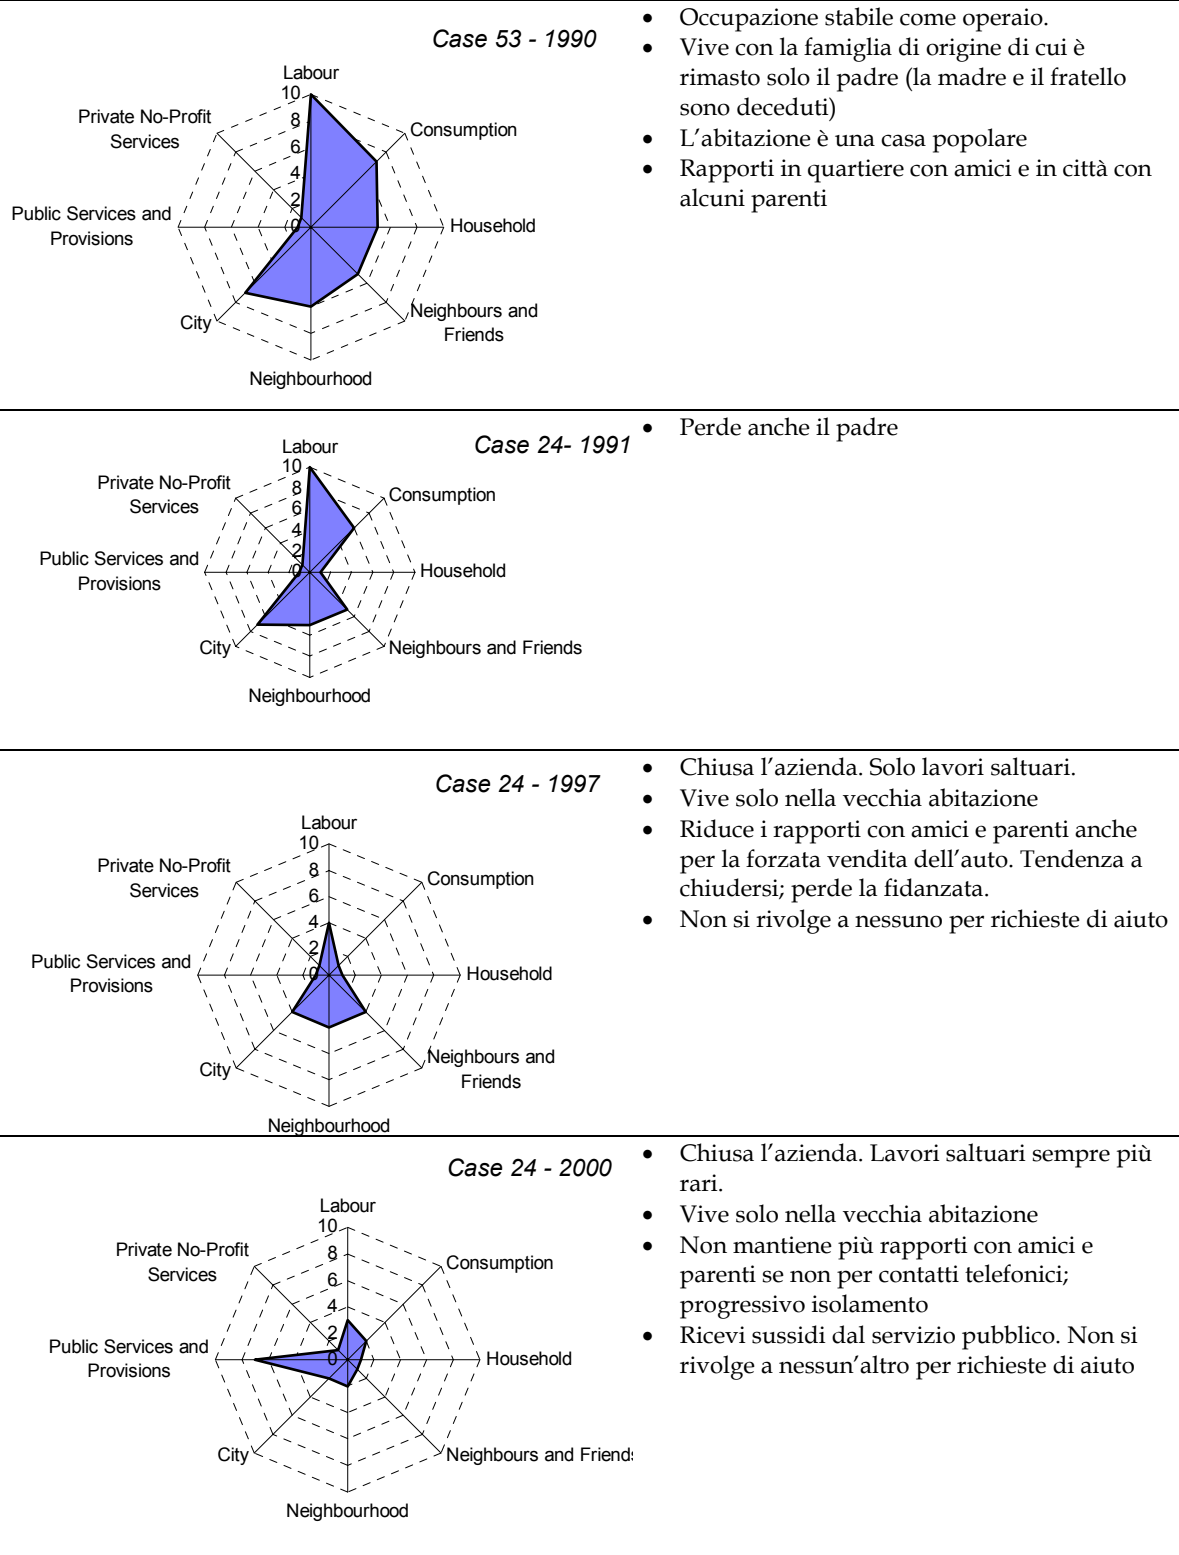 Case 53 - 1990
Labour
10
8
6
4
2
0
Consumption
Household
Neighbours and
Friends
Neighbourhood
City
Public Services and
Provisions
Private No-Profit
Services
• Occupazione stabile come operaio.
• Vive con la famiglia di origine di cui è
rimasto solo il padre (la madre e il fratello
sono deceduti)
• L’abitazione è una casa popolare
• Rapporti in quartiere con amici e in città con
alcuni parenti
Case 24- 1991
Labour
10
8
6
4
2
0
Consumption
Household
Neighbours and Friends
Neighbourhood
City
Public Services and
Provisions
Private No-Profit
Services
• Perde anche il padre
Case 24 - 1997
Labour
10
8
6
4
2
0
Consumption
Household
Neighbours and
Friends
Neighbourhood
City
Public Services and
Provisions
Private No-Profit
Services
• Chiusa l’azienda. Solo lavori saltuari.
• Vive solo nella vecchia abitazione
• Riduce i rapporti con amici e parenti anche
per la forzata vendita dell’auto. Tendenza a
chiudersi; perde la fidanzata.
• Non si rivolge a nessuno per richieste di aiuto
Case 24 - 2000
Labour
10
8
6
4
2
0
Consumption
Household
Neighbours and Friends
Neighbourhood
City
Public Services and
Provisions
Private No-Profit
Services
• Chiusa l’azienda. Lavori saltuari sempre più
rari.
• Vive solo nella vecchia abitazione
• Non mantiene più rapporti con amici e
parenti se non per contatti telefonici;
progressivo isolamento
• Ricevi sussidi dal servizio pubblico. Non si
rivolge a nessun’altro per richieste di aiuto